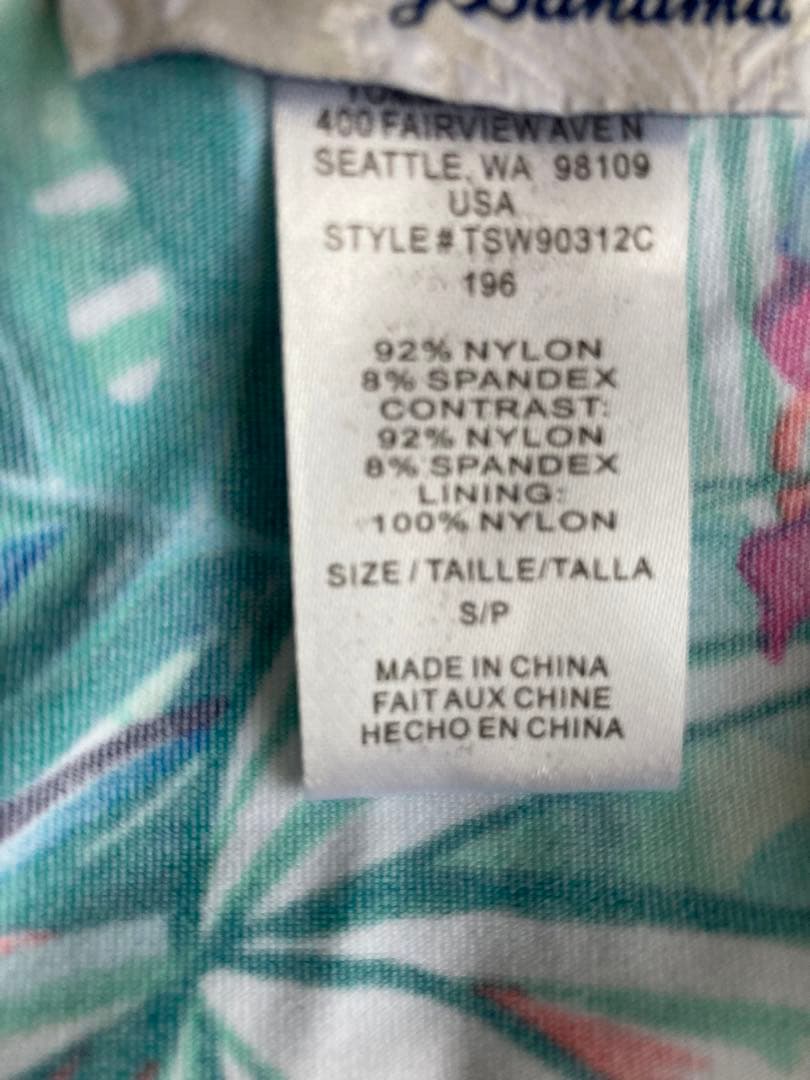 y Bahama
400 FAIRVIEW AVE N
SEATTLE, WA 98109
USA
STYLE # TSW90312C
196
92% NYLON
8% SPANDEX
CONTRAST:
92% NYLON
8% SPANDEX
LINING:
100% NYLON
SIZE / TAILLE/TALLA
S/P
MADE IN CHINA
FAIT AUX CHINE
HECHO EN CHINA